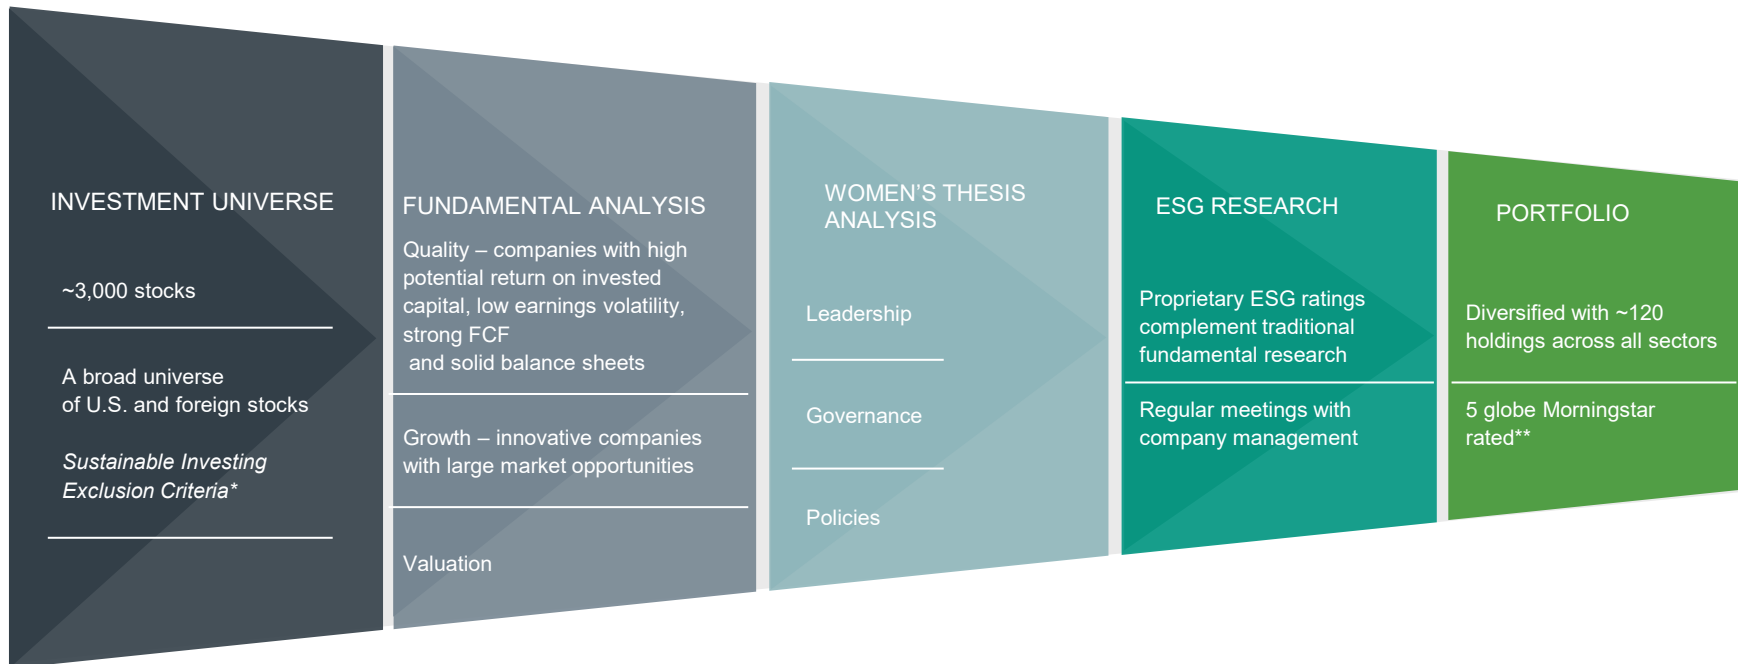 INVESTMENT UNIVERSE
~3,000 stocks
A broad universe
of U.S. and foreign stocks
Sustainable Investing
Exclusion Criteria*
FUNDAMENTAL ANALYSIS
Quality – companies with high
potential return on invested
capital, low earnings volatility,
strong FCF
and solid balance sheets
Growth – innovative companies
with large market opportunities
Valuation
WOMEN’S THESIS
ANALYSIS
Leadership
Governance
Policies
ESG RESEARCH
Proprietary ESG ratings
complement traditional
fundamental research
Regular meetings with
company management
PORTFOLIO
Diversified with ~120
holdings across all sectors
5 globe Morningstar
rated**